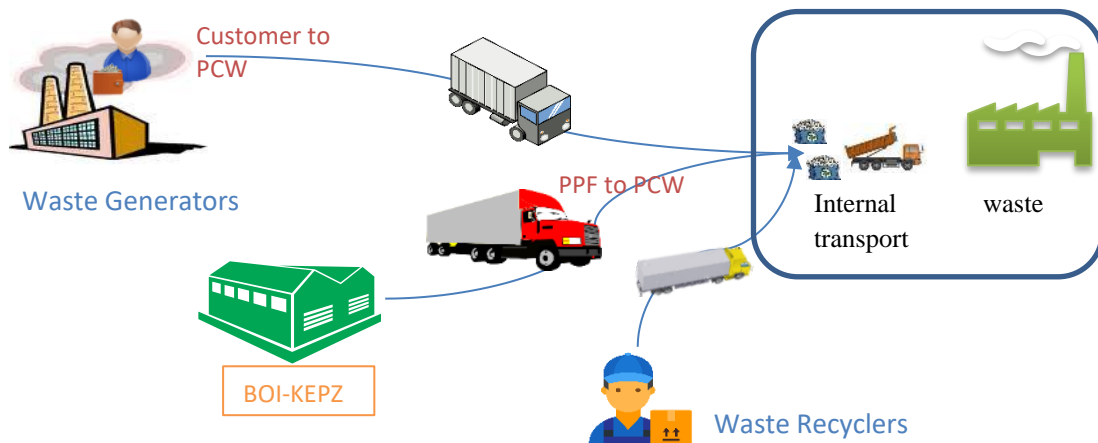 Customer to
PCW
Waste Generators
PPF to PCW
Internal
transport
waste
BOI-KEPZ
Waste Recyclers